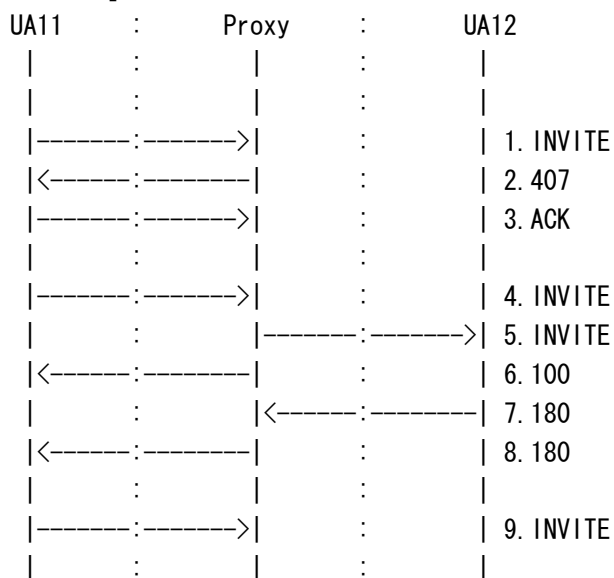 UA11 : Proxy : UA12
| : | : |
| : | : |
|-------:------->| : | 1. INVITE
|<------:--------| : | 2. 407
|-------:------->| : | 3. ACK
| : | : |
|-------:------->| : | 4. INVITE
| : |-------:------->| 5. INVITE
|<------:--------| : | 6. 100
| : |<------:--------| 7. 180
|<------:--------| : | 8. 180
| : | : |
|-------:------->| : | 9. INVITE
| : | : |